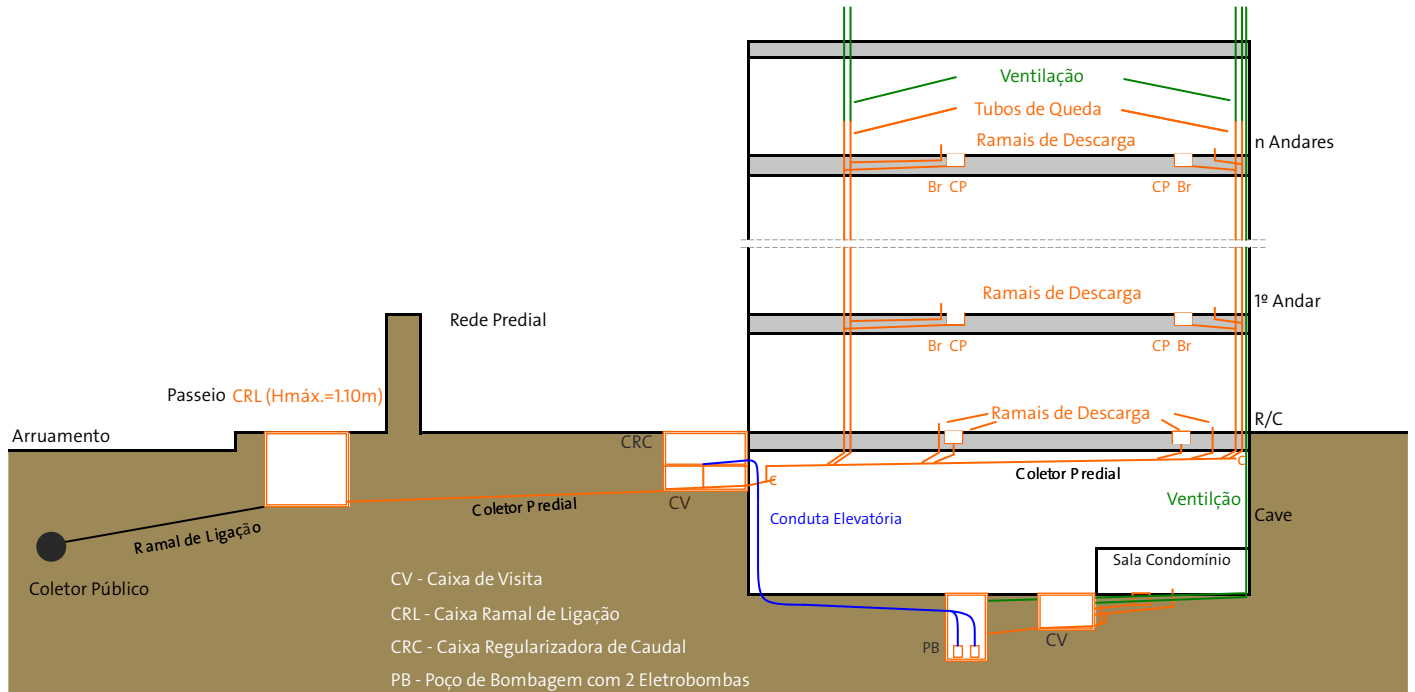 Ventilação
Tubos de Queda
Ramais de Descarga
n Andares
Br CP
CP Br
Ramais de Descarga
1º Andar
Rede Predial
Br CP
CP Br
Passeio CRL (Hmáx.=1.10m)
Ramais de Descarga
R/C
Arruamento
CRC
Coletor Predial
C
C
CV
Coletor Predial
Ventilção
Conduta Elevatória
Cave
Ramal de Ligação
Sala Condomínio
Coletor Público
CV - Caixa de Visita
CRL - Caixa Ramal de Ligação
CRC - Caixa Regularizadora de Caudal
PB
CV
PB - Poço de Bombagem com 2 Eletrobombas